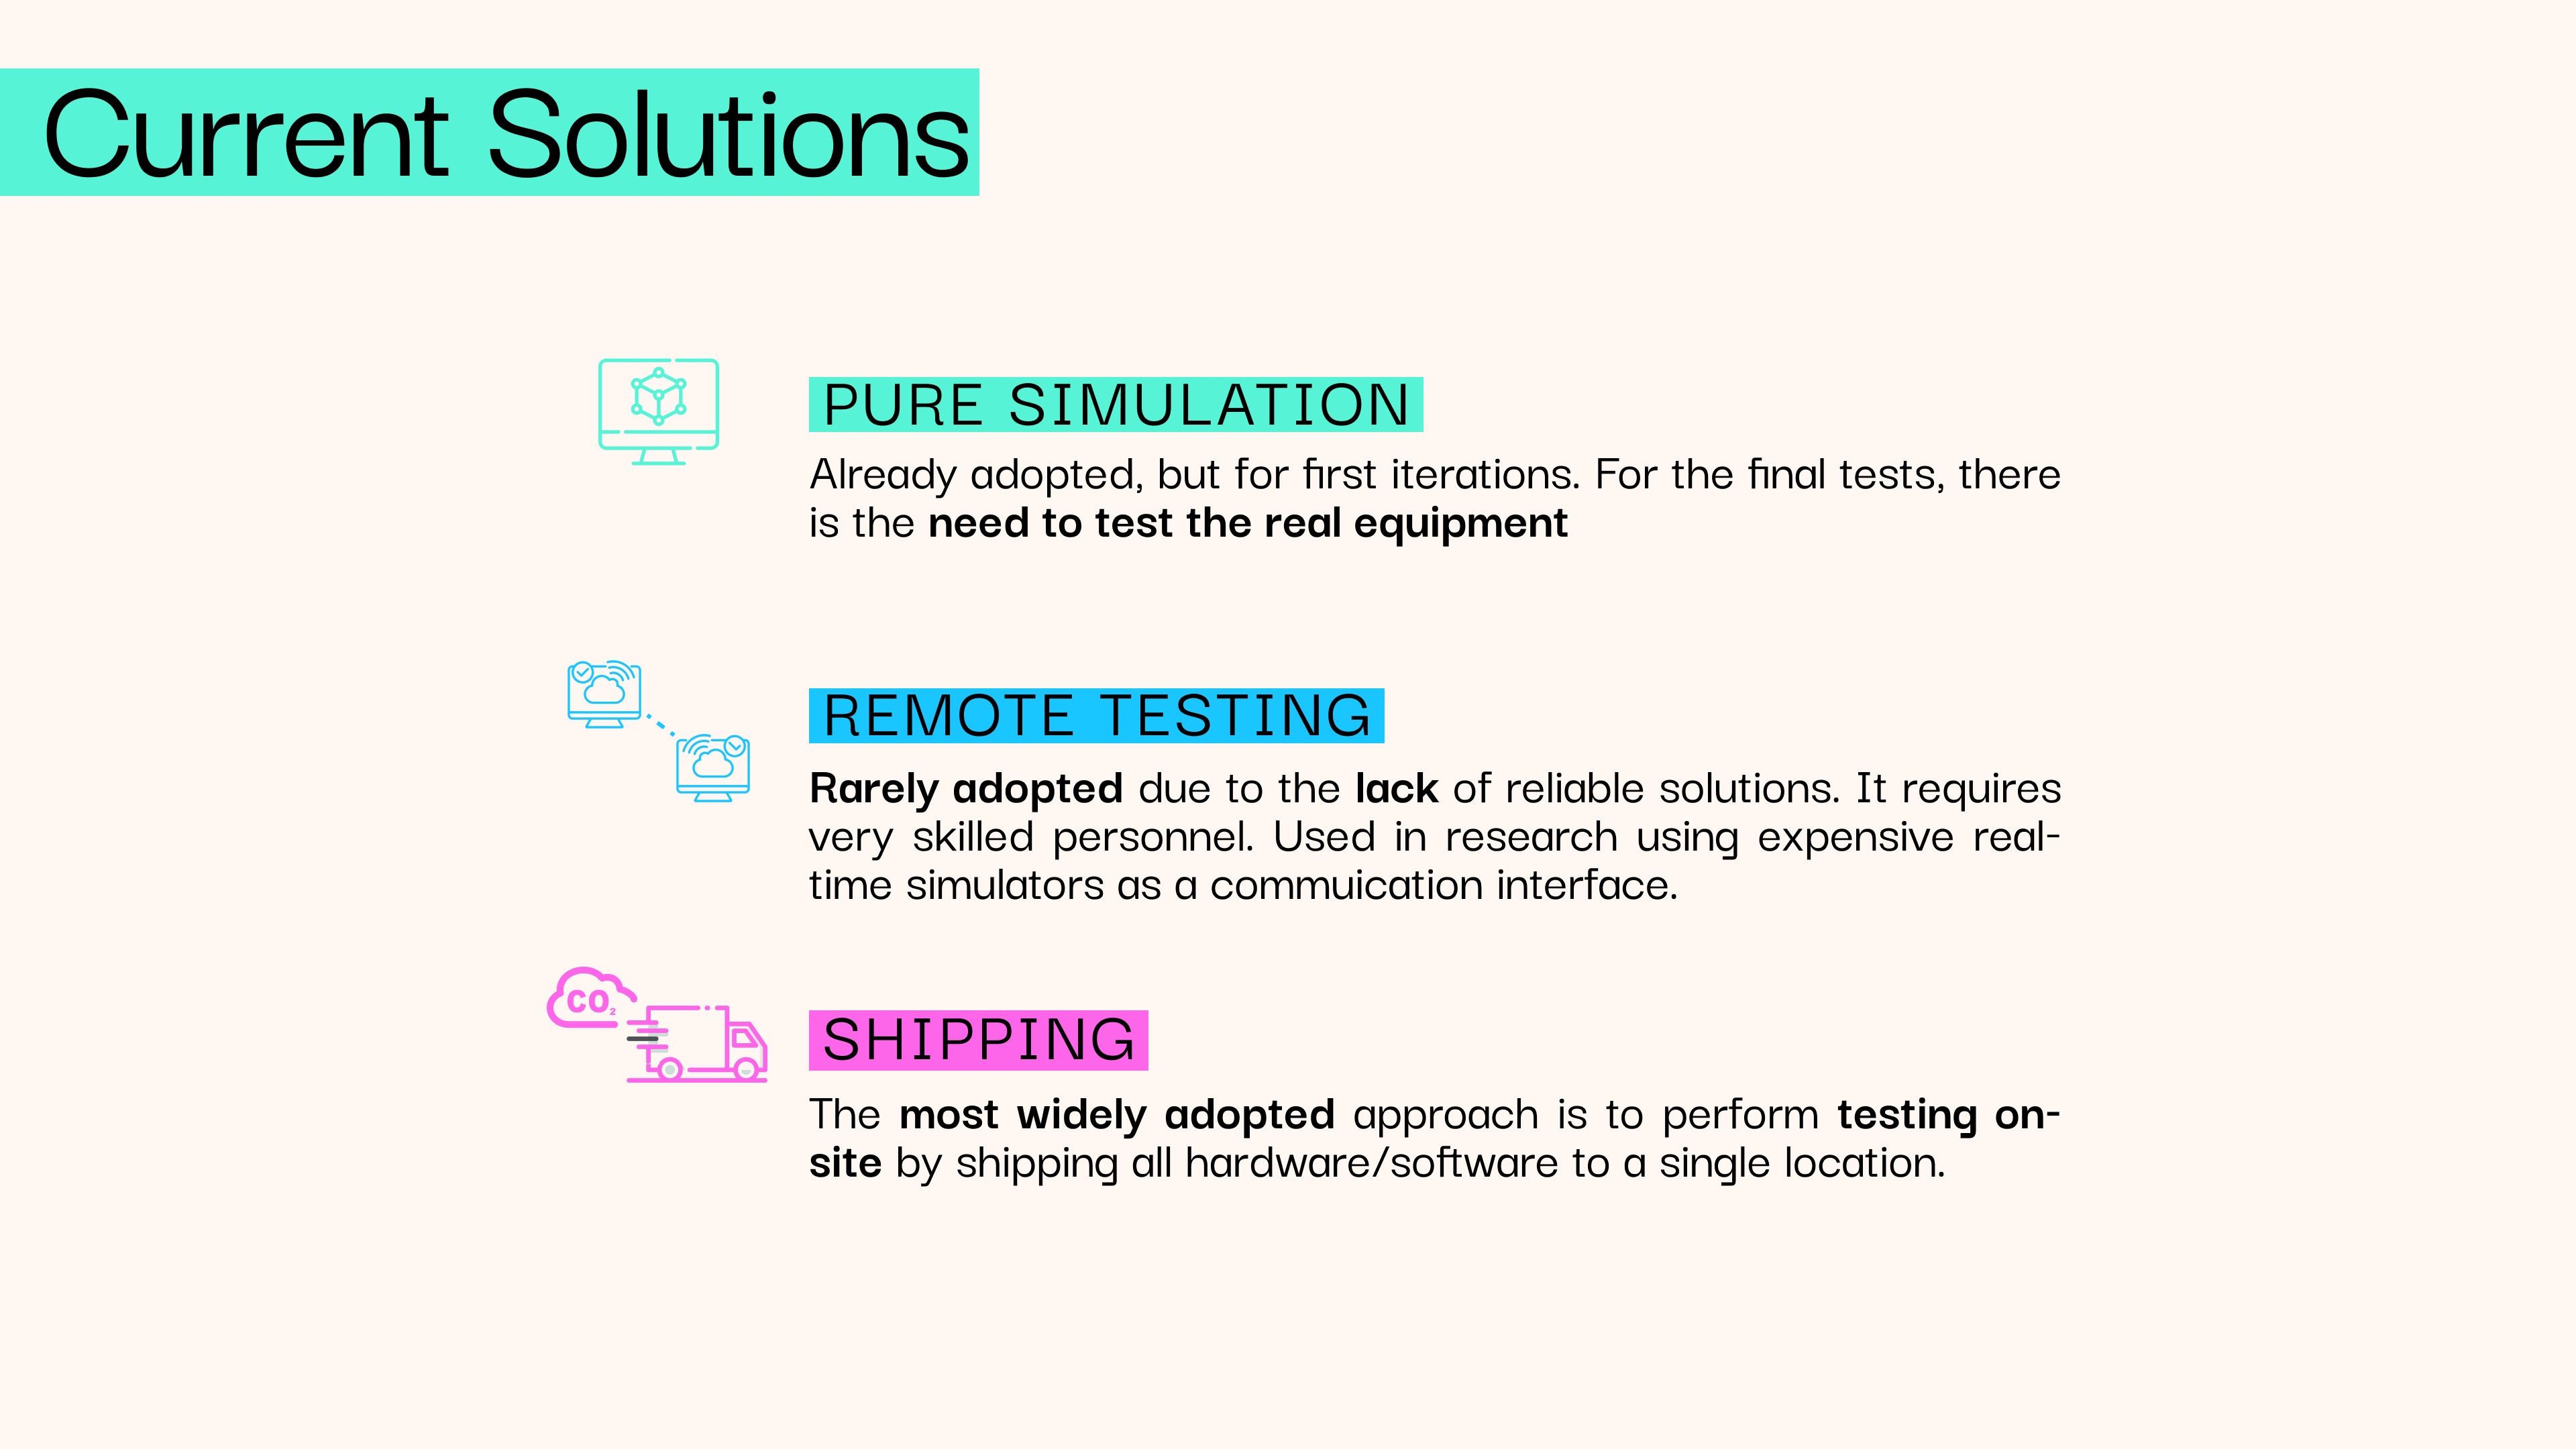 Current Solutions
PURE SIMULATION
Already adopted, but for first iterations. For the final tests, there
is the need to test the real equipment
REMOTE TESTING
Rarely adopted due to the lack of reliable solutions. It requires
very skilled personnel. Used in research using expensive real-
time simulators as a commuication interface.
CO₂
SHIPPING
The most widely adopted approach is to perform testing on-
site by shipping all hardware/software to a single location.